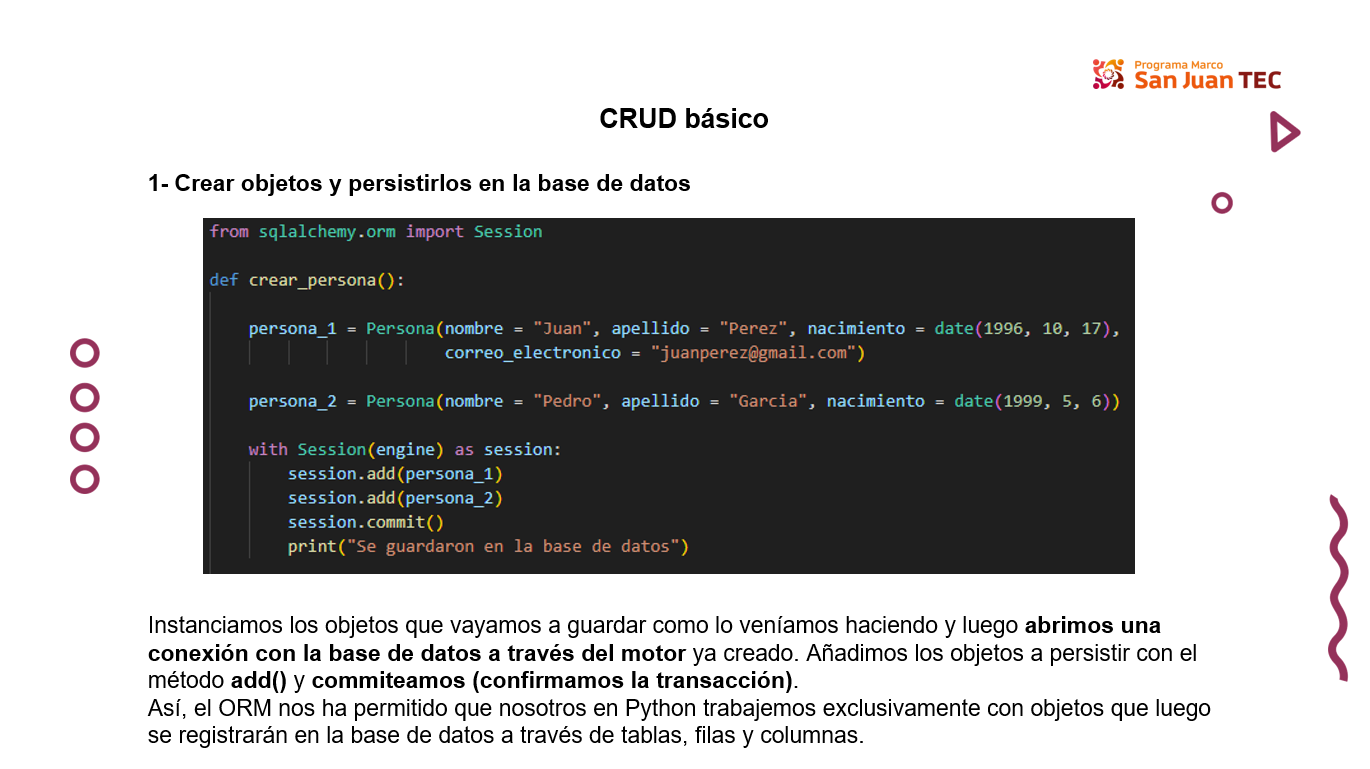 Programa Marco
San Juan TEC
CRUD básico
1- Crear objetos y persistirlos en la base de datos
from sqlalchemy.orm import Session
def crear_persona():
persona_1 = Persona(nombre = "Juan", apellido = "Perez", nacimiento = date(1996, 10, 17),
correo_electronico = "juanperez@gmail.com")
persona_2 = Persona(nombre = "Pedro", apellido = "Garcia", nacimiento = date(1999, 5, 6))
with Session(engine) as session:
session.add(persona_1)
session.add(persona_2)
session.commit()
print("Se guardaron en la base de datos")
Instanciamos los objetos que vayamos a guardar como lo veníamos haciendo y luego abrimos una
conexión con la base de datos a través del motor ya creado. Añadimos los objetos a persistir con el
método add() y commiteamos (confirmamos la transacción).
Así, el ORM nos ha permitido que nosotros en Python trabajemos exclusivamente con objetos que luego
se registrarán en la base de datos a través de tablas, filas y columnas.